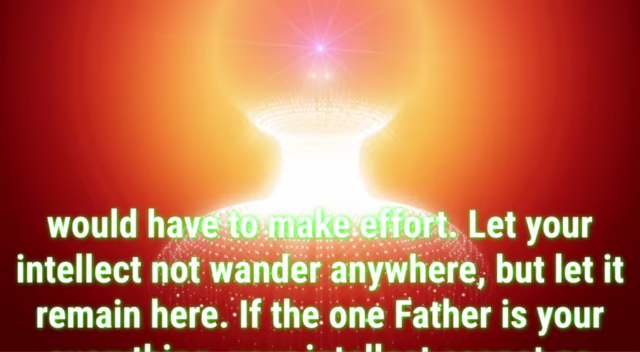 would have to make effort. Let your
intellect not wander anywhere, but let it
remain here. If the one Father is your